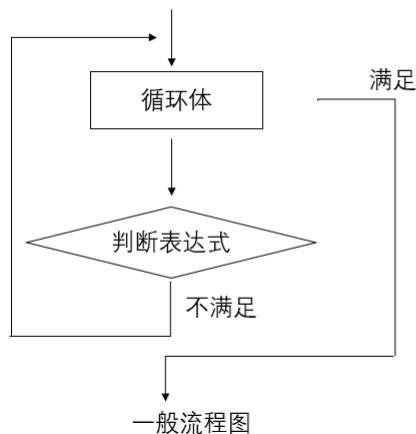 满足
循环体
判断表达式
不满足
一般流程图